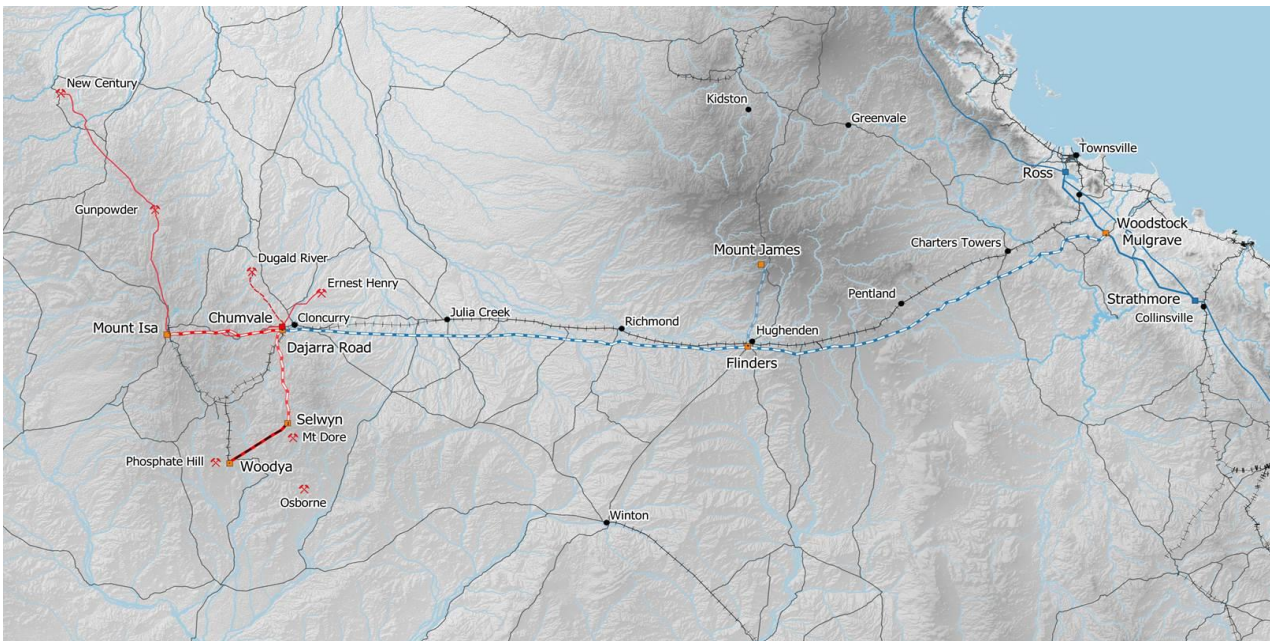 New Century
Kidston
Greenvale
Townsville
Ross
Gunpowder
Woodstock
Mulgrave
Charters Towers
Mount James
Dugald River
Ernest Henry
Pentland
Strathmore
Collinsville
Chumvale
Cloncurry
Julia Creek
Richmond
Mount Isa
Hughenden
Dajarra Road
Flinders
Selwyn
Mt Dore
Phosphate Hill
Woodya
Osborne
Winton